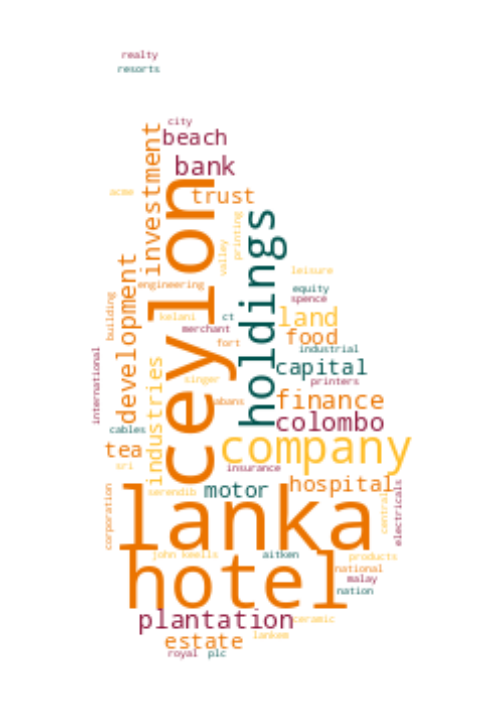 realty
resorts
city
beach
investment
bank
acme
ceylon
trust
holdings
printing
valley
leisure
development
engineering
equity
spence
building
kelani
ct
land
merchant
food
fort
industrial
international
industries
capital
singer
printers
abans
finance
colombo
cables
company
tea
sri
insurance
hospital
corporation
serendib
motor
lanka
central
electricals
john keells
aitken
products
hotel
national
malay
nation
plantation
ceramic
estate
lankem
royal
plc